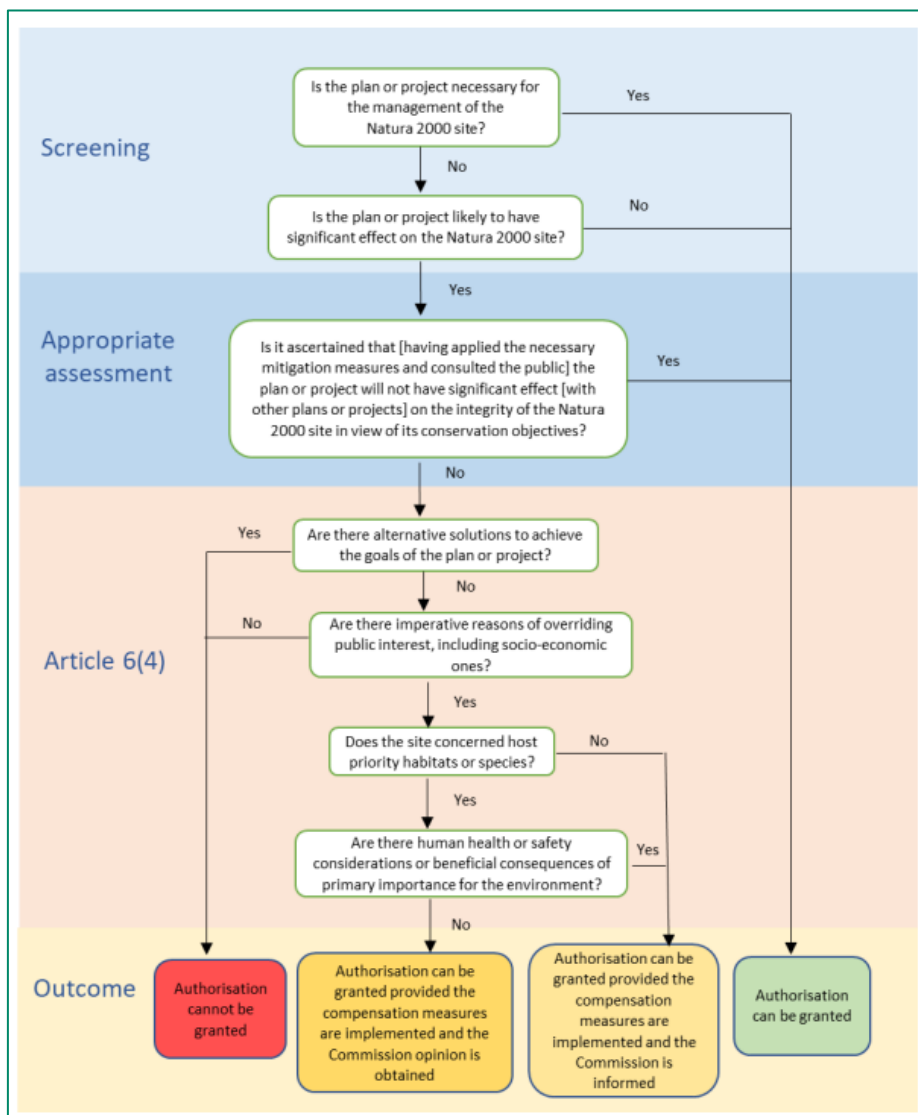 Is the plan or project necessary for
the management of the
Natura 2000 site?
Yes
Screening
No
Is the plan or project likely to have
significant effect on the Natura 2000 site?
No
Yes
Appropriate
assessment
Is it ascertained that [having applied the necessary
mitigation measures and consulted the public] the
plan or project will not have significant effect [with
other plans or projects] on the integrity of the Natura
2000 site in view of its conservation objectives?
Yes
No
Yes
Are there alternative solutions to achieve
the goals of the plan or project?
No
No
Are there imperative reasons of overriding
public interest, including socio-economic
ones?
Article 6(4)
Yes
Does the site concerned host
priority habitats or species?
No
Yes
Are there human health or safety
considerations or beneficial consequences of
primary importance for the environment?
Yes
No
Outcome
Authorisation
cannot be
granted
Authorisation can be
granted provided the
compensation measures
are implemented and the
Commission opinion is
obtained
Authorisation can be
granted provided the
compensation
measures are
implemented and the
Commission is
informed
Authorisation
can be granted